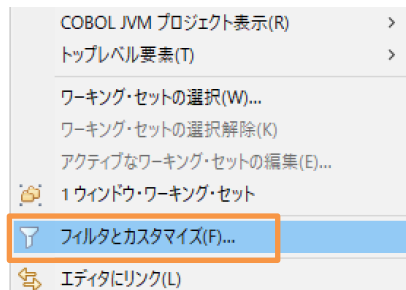 COBOL JVM プロジェクト表示(R)
トップレベル要素(T)
ワーキング・セットの選択(W)...
ワーキング・セットの選択解除(K)
アクティブなワーキング・セットの編集(E)...
1 ウィンドウ・ワーキング・セット
フィルタとカスタマイズ(F)...
エディタにリンク(L)